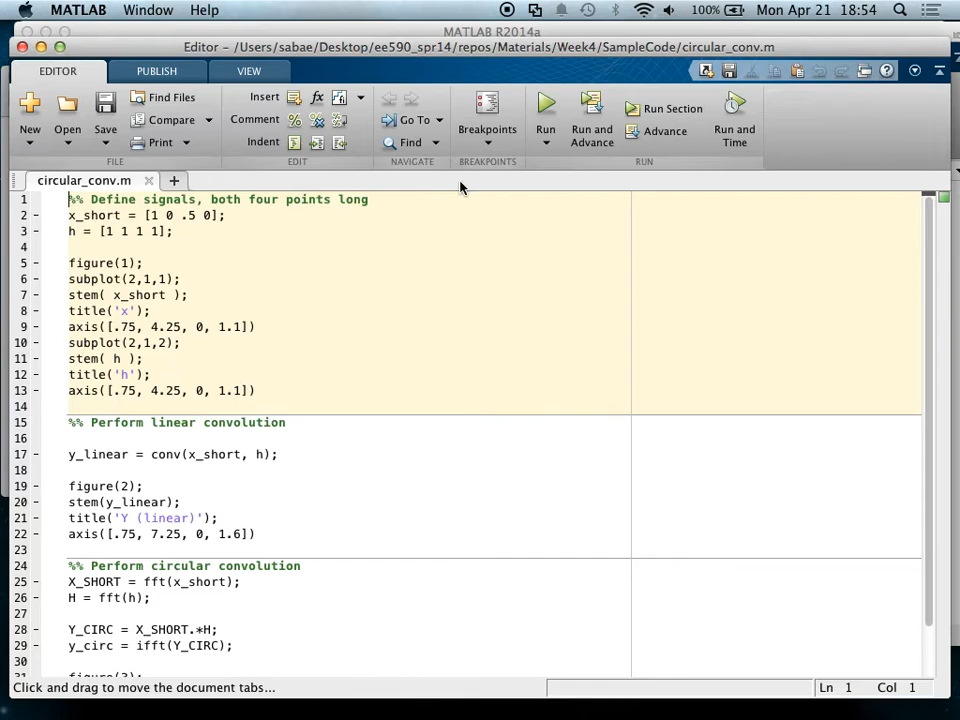 MATLAB Window Help 100% Mon Apr 21 18:54
MATLAB R2014a
Editor - /Users/sabae/Desktop/ee590_spr14/repos/Materials/Week4/SampleCode/circular_conv.m
EDITOR PUBLISH VIEW
New Open Save Find Files Compare Print FILE
Insert fx Comment Indent EDIT
Go To Find NAVIGATE
Breakpoints BREAKPOINTS
Run Run and Advance Run Section Advance Run and Time RUN
circular_conv.m
1 %% Define signals, both four points long
2 - x_short = [1 0 .5 0];
3 - h = [1 1 1 1];
4
5 - figure(1);
6 - subplot(2,1,1);
7 - stem( x_short );
8 - title('x');
9 - axis([.75, 4.25, 0, 1.1])
10 - subplot(2,1,2);
11 - stem( h );
12 - title('h');
13 - axis([.75, 4.25, 0, 1.1])
14
15 %% Perform linear convolution
16
17 - y_linear = conv(x_short, h);
18
19 - figure(2);
20 - stem(y_linear);
21 - title('Y (linear)');
22 - axis([.75, 7.25, 0, 1.6])
23
24 %% Perform circular convolution
25 - X_SHORT = fft(x_short);
26 - H = fft(h);
27
28 - Y_CIRC = X_SHORT.*H;
29 - y_circ = ifft(Y_CIRC);
30
31 - figure(3);
Click and drag to move the document tabs... Ln 1 Col 1